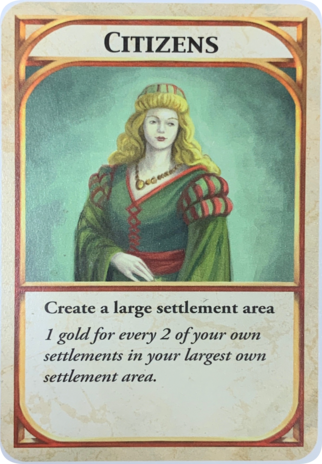 CITIZENS
Create a large settlement area
1 gold for every 2 of your own
settlements in your largest own
settlement area.